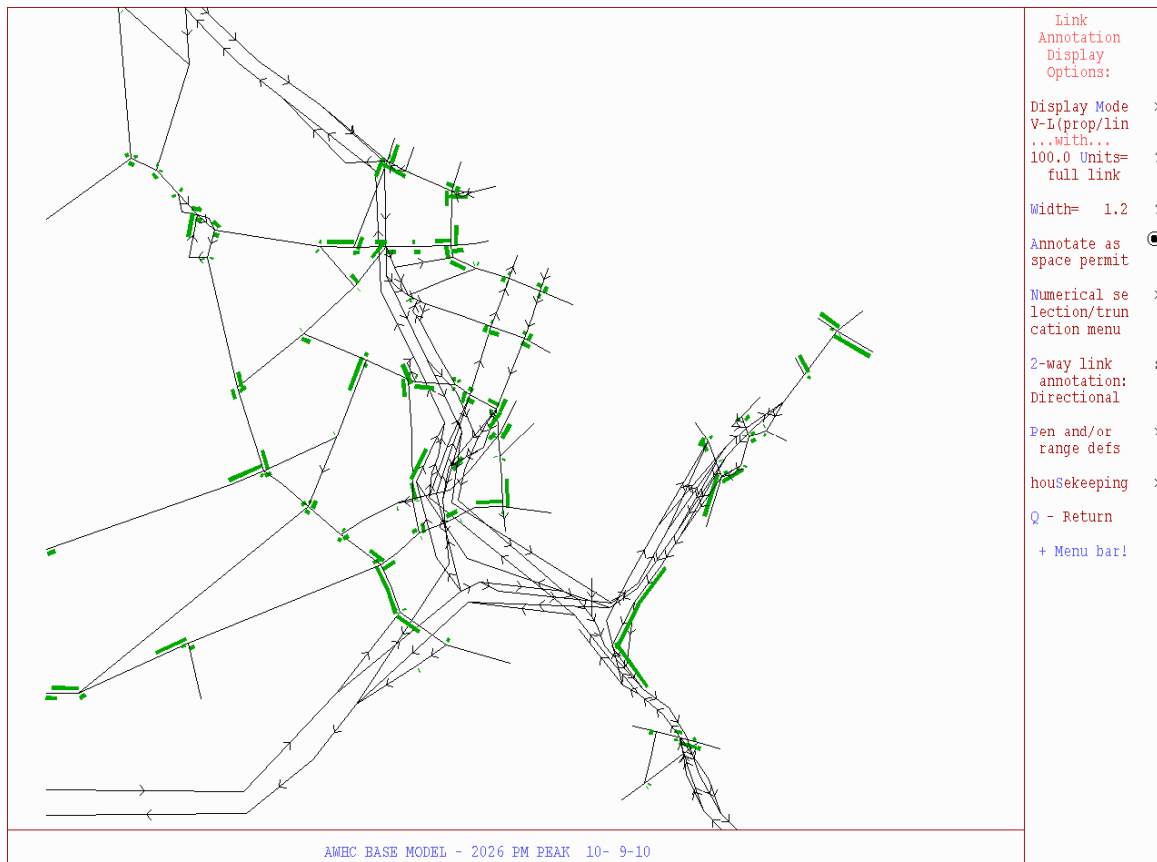 Link
Annotation
Display
Options:
Display Mode
V-L(prop/lin
...with...
100.0 Units=
full link
Width= 1.2
Annotate as
space permit
Numerical se
lection/trun
cation menu
2-way link
annotation:
Directional
Pen and/or
range defs
houSekeeping
Q - Return
+ Menu bar!
AWHC BASE MODEL - 2026 PM PEAK 10- 9-10